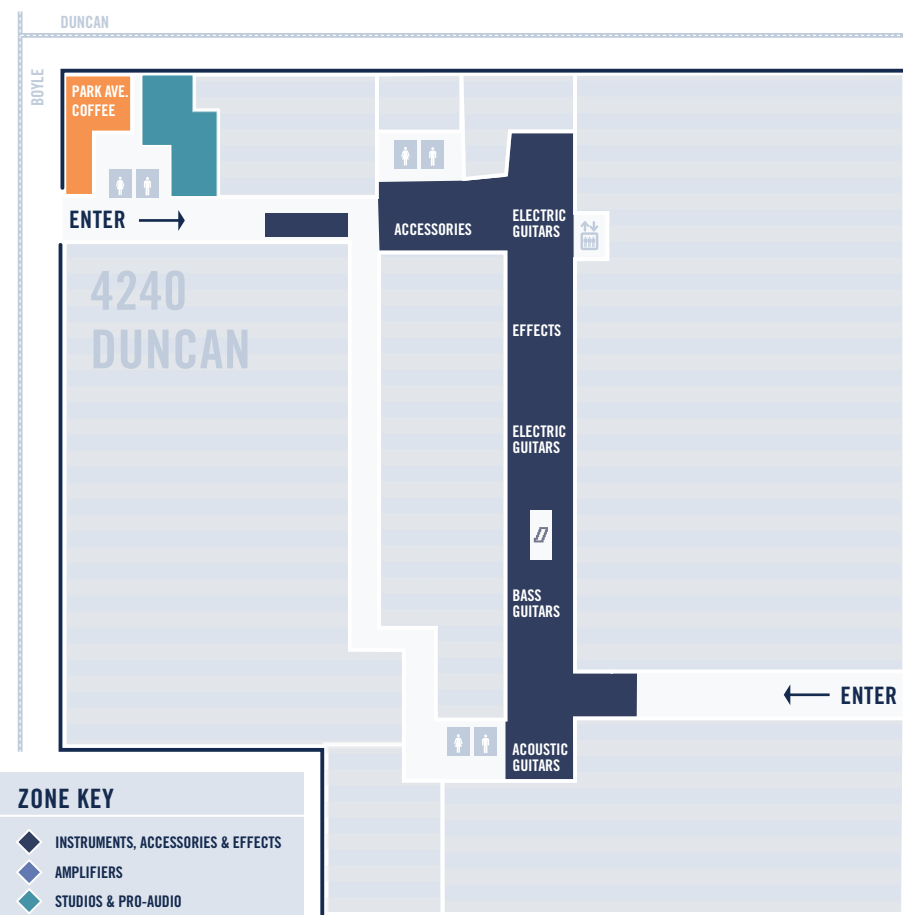 DUNCAN
BOYLE
PARK AVE.
COFFEE
ENTER
ACCESSORIES
ELECTRIC
GUITARS
4240
DUNCAN
EFFECTS
ELECTRIC
GUITARS
BASS
GUITARS
ENTER
ACOUSTIC
GUITARS
ZONE KEY
INSTRUMENTS, ACCESSORIES & EFFECTS
AMPLIFIERS
STUDIOS & PRO-AUDIO